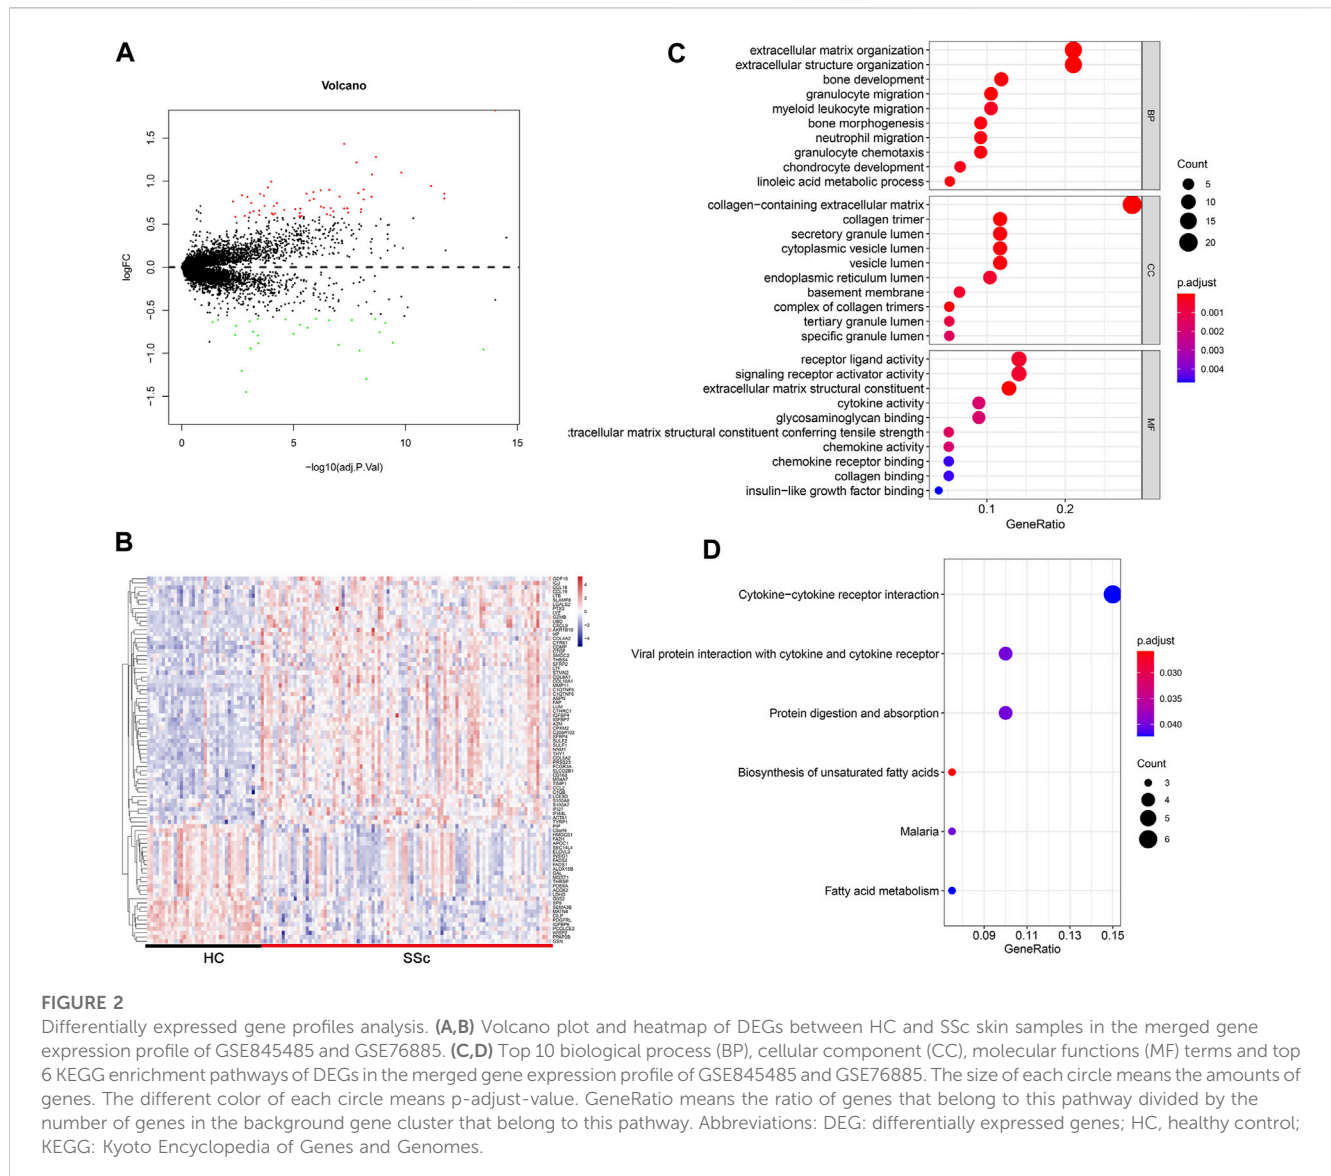 A
Volcano
1.5
1.0
0.5
0.0
−0.5
−1.0
−1.5
logFC
0
5
10
15
−log10(adj.P.Val)
B
4
2
0
−2
−4
HC
SSc
C
extracellular matrix organization
extracellular structure organization
bone development
granulocyte migration
myeloid leukocyte migration
bone morphogenesis
neutrophil migration
granulocyte chemotaxis
chondrocyte development
linoleic acid metabolic process
BP
collagen−containing extracellular matrix
collagen trimer
secretory granule lumen
cytoplasmic vesicle lumen
vesicle lumen
endoplasmic reticulum lumen
basement membrane
complex of collagen trimers
tertiary granule lumen
specific granule lumen
CC
receptor ligand activity
signaling receptor activator activity
extracellular matrix structural constituent
cytokine activity
glycosaminoglycan binding
:tracellular matrix structural constituent conferring tensile strength
chemokine activity
chemokine receptor binding
collagen binding
insulin−like growth factor binding
MF
0.1
0.2
GeneRatio
Count
5
10
15
20
p.adjust
0.001
0.002
0.003
0.004
D
Cytokine−cytokine receptor interaction
Viral protein interaction with cytokine and cytokine receptor
Protein digestion and absorption
Biosynthesis of unsaturated fatty acids
Malaria
Fatty acid metabolism
0.09
0.11
0.13
0.15
GeneRatio
p.adjust
0.030
0.035
0.040
Count
3
4
5
6
FIGURE 2
Differentially expressed gene profiles analysis. (A,B) Volcano plot and heatmap of DEGs between HC and SSc skin samples in the merged gene
expression profile of GSE845485 and GSE76885. (C,D) Top 10 biological process (BP), cellular component (CC), molecular functions (MF) terms and top
6 KEGG enrichment pathways of DEGs in the merged gene expression profile of GSE845485 and GSE76885. The size of each circle means the amounts of
genes. The different color of each circle means p-adjust-value. GeneRatio means the ratio of genes that belong to this pathway divided by the
number of genes in the background gene cluster that belong to this pathway. Abbreviations: DEG: differentially expressed genes; HC, healthy control;
KEGG: Kyoto Encyclopedia of Genes and Genomes.